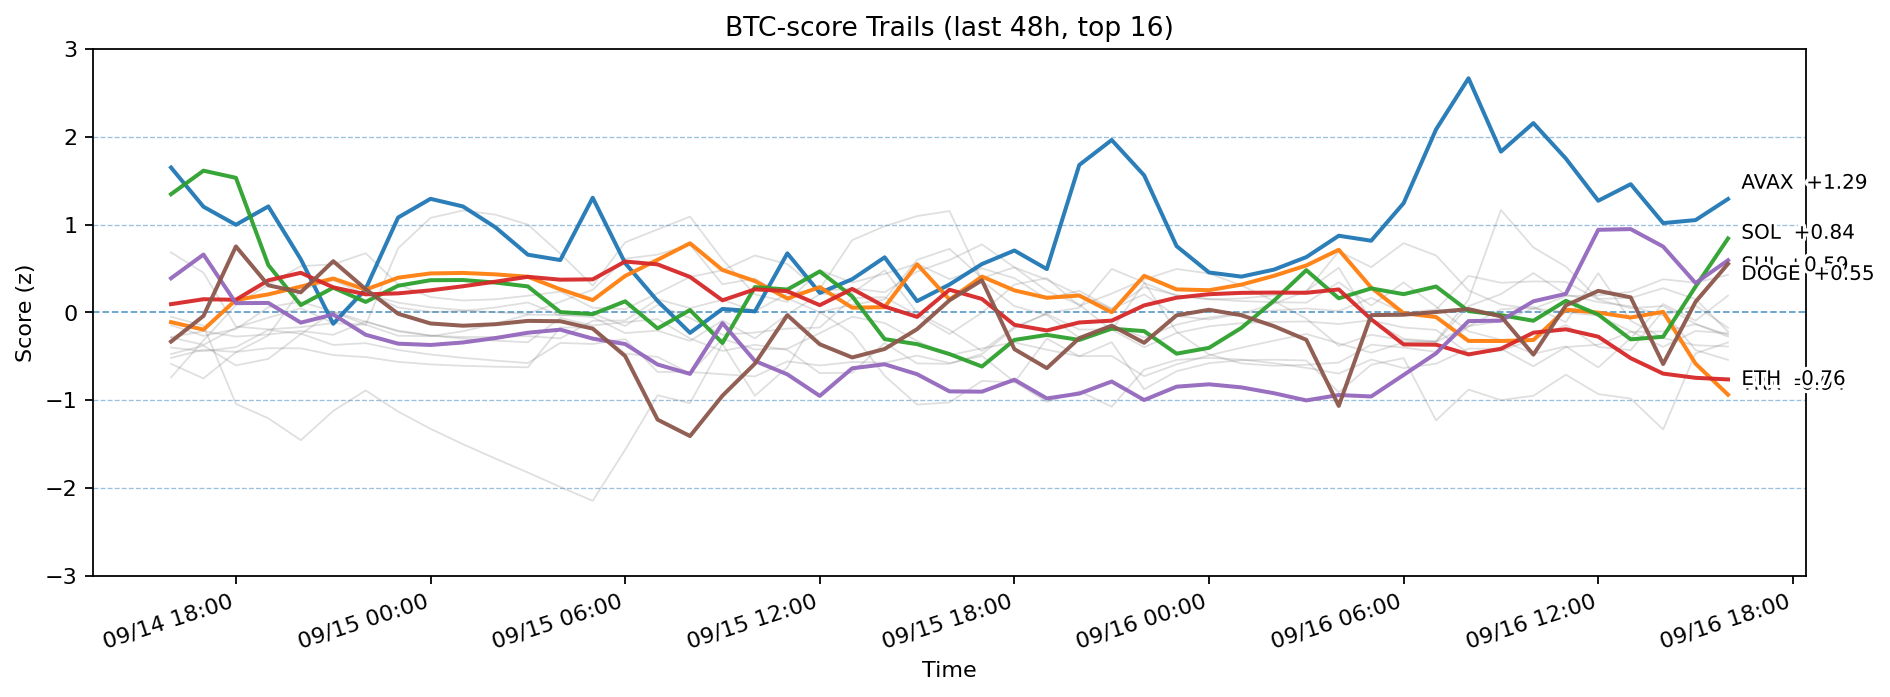 BTC-score Trails (last 48h, top 16)
Score (z)
3
2
1
0
−1
−2
−3
AVAX +1.29
SOL +0.84
DOGE +0.55
ETH -0.76
09/14 18:00
09/15 00:00
09/15 06:00
09/15 12:00
09/15 18:00
09/16 00:00
09/16 06:00
09/16 12:00
09/16 18:00
Time